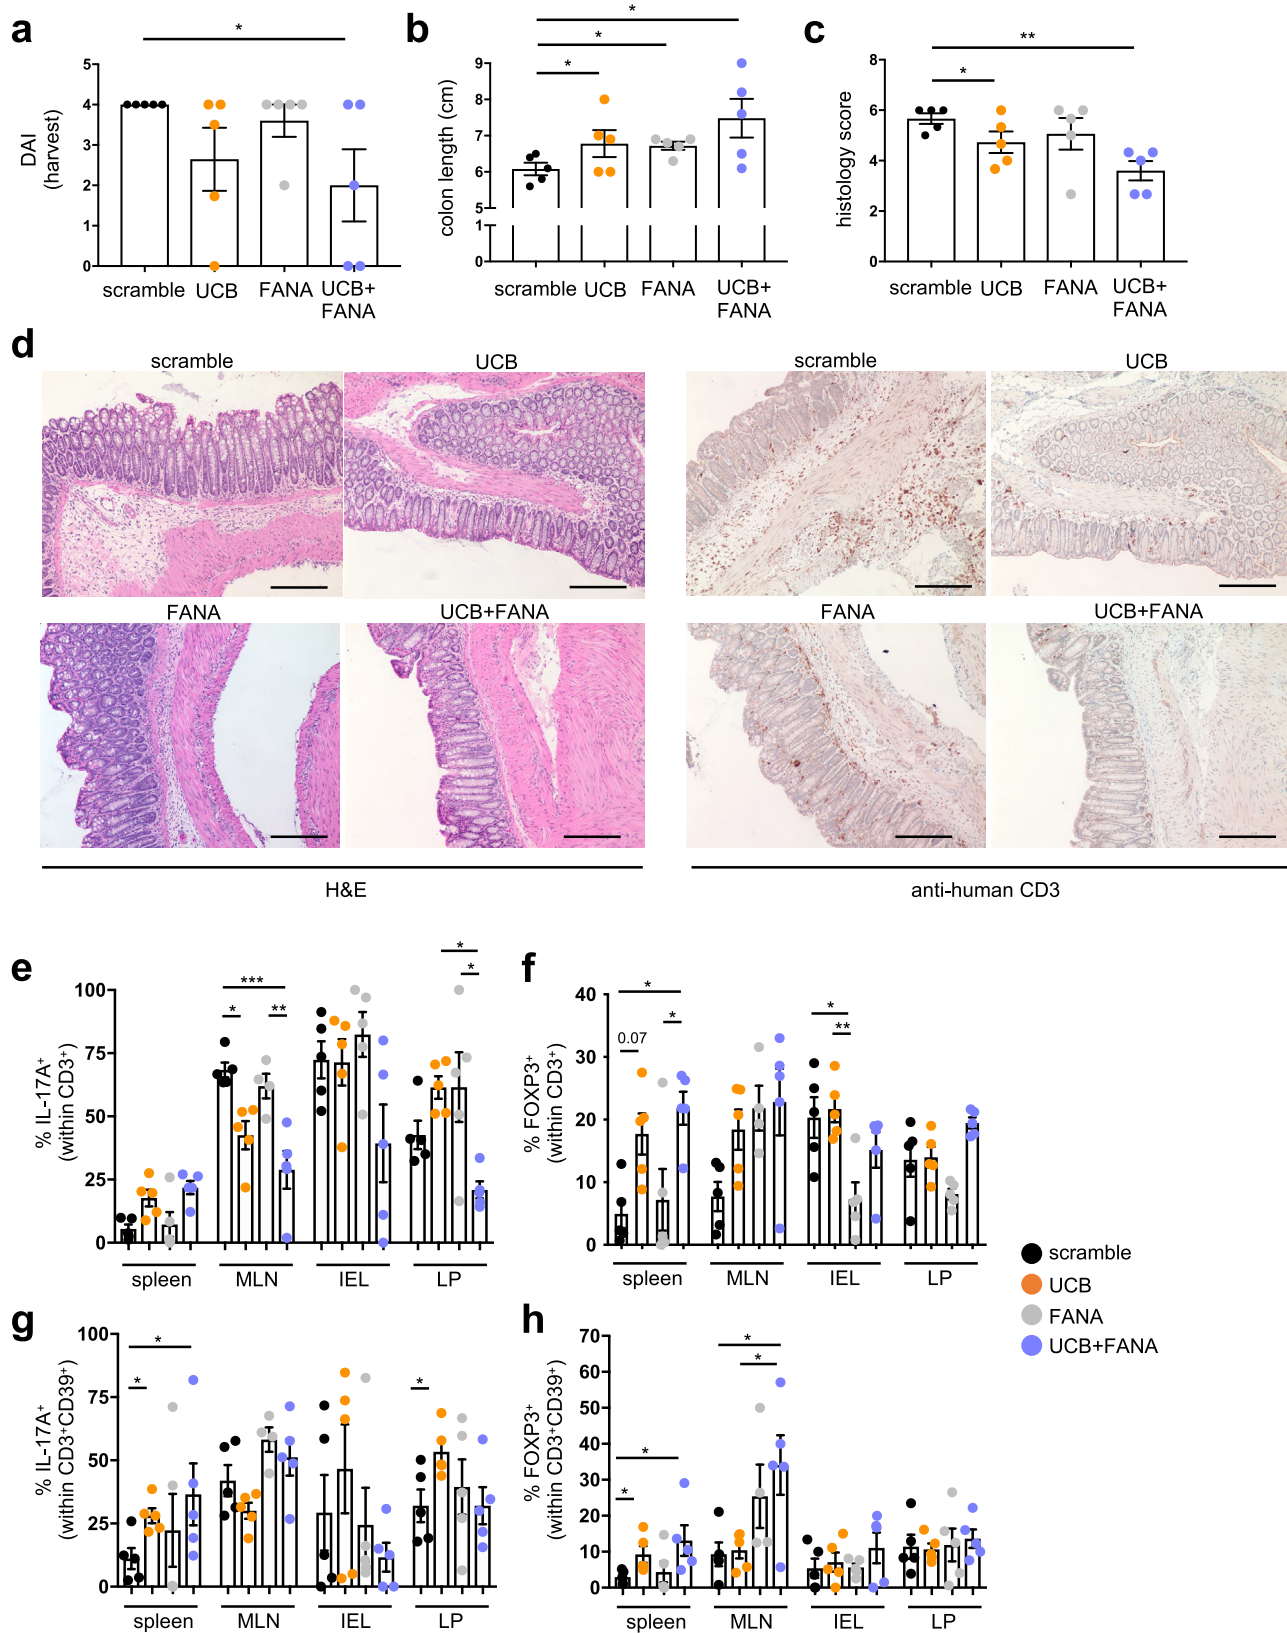 a
*
DAI
(harvest)
5
4
3
2
1
0
scramble
UCB
FANA
UCB+
FANA
b
*
*
*
colon length (cm)
9
8
7
6
5
1
0
scramble
UCB
FANA
UCB+
FANA
c
**
*
histology score
8
6
4
2
0
scramble
UCB
FANA
UCB+
FANA
d
scramble
UCB
scramble
UCB
FANA
UCB+FANA
FANA
UCB+FANA
H&E
anti-human CD3
e
% IL-17A+
(within CD3+)
100
75
50
25
0
***
*
**
*
*
spleen
MLN
IEL
LP
f
% FOXP3+
(within CD3+)
40
30
20
10
0
*
0.07
*
*
**
spleen
MLN
IEL
LP
scramble
UCB
FANA
UCB+FANA
g
% IL-17A+
(within CD3+CD39+)
100
75
50
25
0
*
*
*
spleen
MLN
IEL
LP
h
% FOXP3+
(within CD3+CD39+)
70
60
50
40
30
20
10
0
*
*
*
*
spleen
MLN
IEL
LP